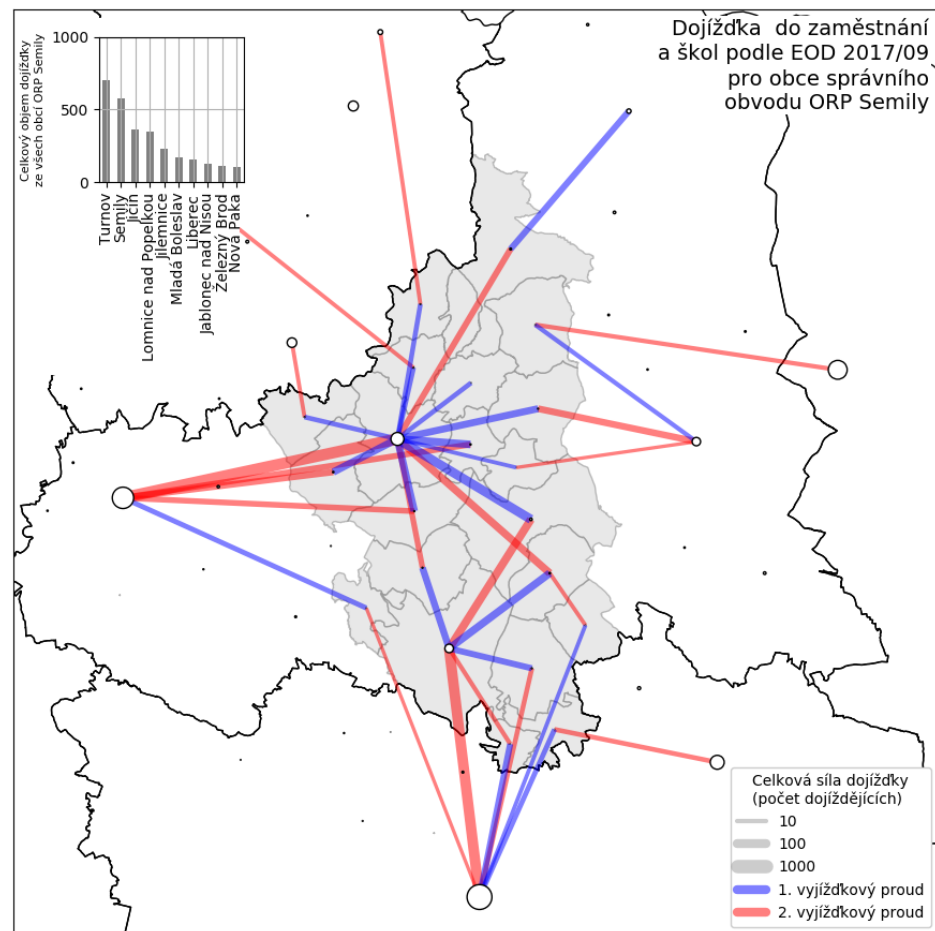 Dojížďka  do zaměstnání
a škol podle EOD 2017/09
pro obce správního
obvodu ORP Semily
Celkový objem dojížďky
ze všech obcí ORP Semily
1000
500
0
Turnov
Semily
Jičín
Lomnice nad Popelkou
Jilemnice
Mladá Boleslav
Liberec
Jablonec nad Nisou
Železný Brod
Nová Paka
Celková síla dojížďky
(počet dojíždějících)
10
100
1000
1. vyjížďkový proud
2. vyjížďkový proud